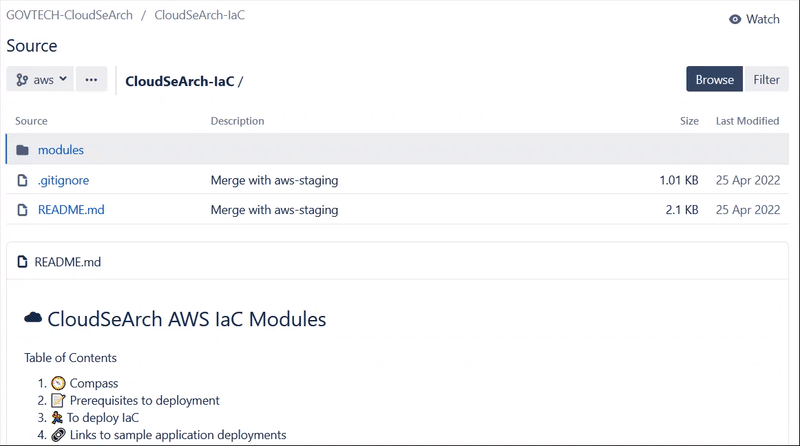 GOVTECH-CloudSeArch / CloudSeArch-IaC
Watch
Source
aws ··· CloudSeArch-IaC / Browse Filter
Source Description Size Last Modified
modules
.gitignore Merge with aws-staging 1.01 KB 25 Apr 2022
README.md Merge with aws-staging 2.1 KB 25 Apr 2022
README.md
CloudSeArch AWS IaC Modules
Table of Contents
1. Compass
2. Prerequisites to deployment
3. To deploy IaC
4. Links to sample application deployments